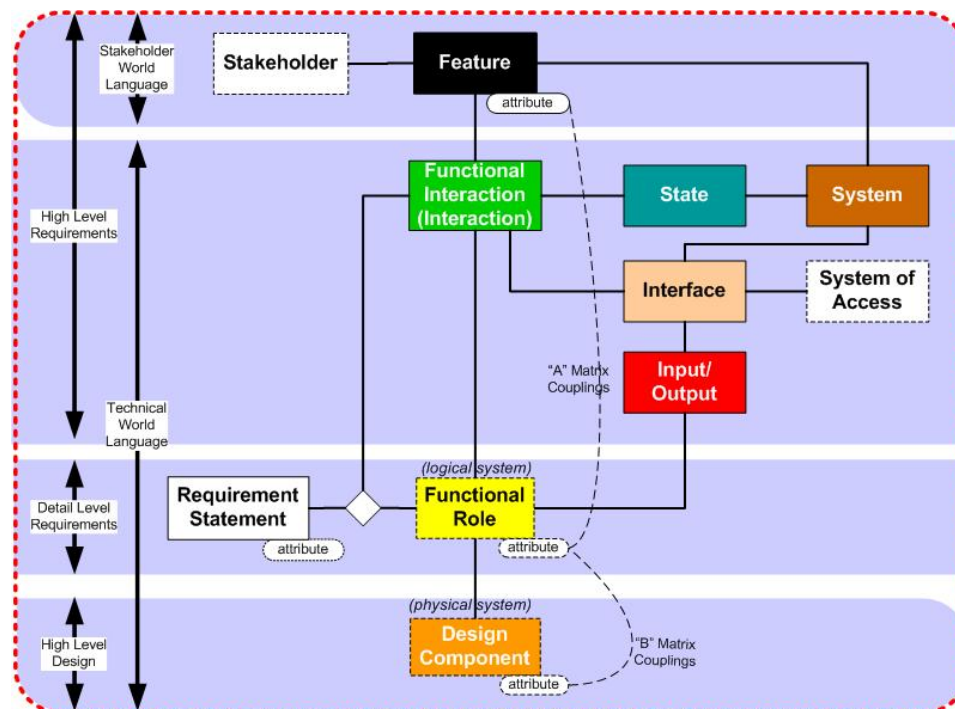 Stakeholder
World
Language
Stakeholder
Feature
attribute
Functional
Interaction
(Interaction)
State
System
High Level
Requirements
Interface
System of
Access
"A" Matrix
Couplings
Input/
Output
Technical
World
Language
(logical system)
Requirement
Statement
Functional
Role
Detail Level
Requirements
attribute
attribute
(physical system)
High Level
Design
Design
Component
"B" Matrix
Couplings
attribute